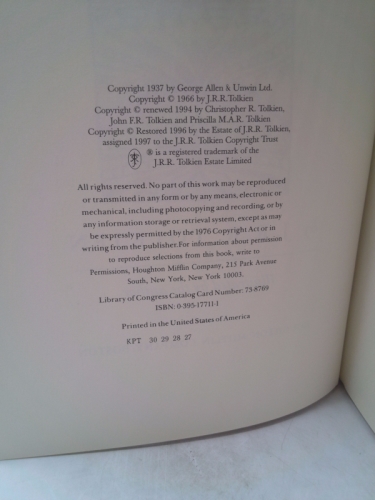 Copyright 1937 by George Allen & Unwin Ltd.
Copyright © 1966 by J.R.R.Tolkien
Copyright © renewed 1994 by Christopher R. Tolkien,
John F.R. Tolkien and Priscilla M.A.R. Tolkien
Copyright © Restored 1996 by the Estate of J.R.R. Tolkien,
assigned 1997 to the J.R.R. Tolkien Copyright Trust
® is a registered trademark of the
J.R.R. Tolkien Estate Limited
All rights reserved. No part of this work may be reproduced
or transmitted in any form or by any means, electronic or
mechanical, including photocopying and recording, or by
any information storage or retrieval system, except as may
be expressly permitted by the 1976 Copyright Act or in
writing from the publisher.For information about permission
to reproduce selections from this book, write to
Permissions, Houghton Mifflin Company, 215 Park Avenue
South, New York, New York 10003.
Library of Congress Catalog Card Number: 73-8769
ISBN: 0-395-17711-1
Printed in the United States of America
KPT 30 29 28 27